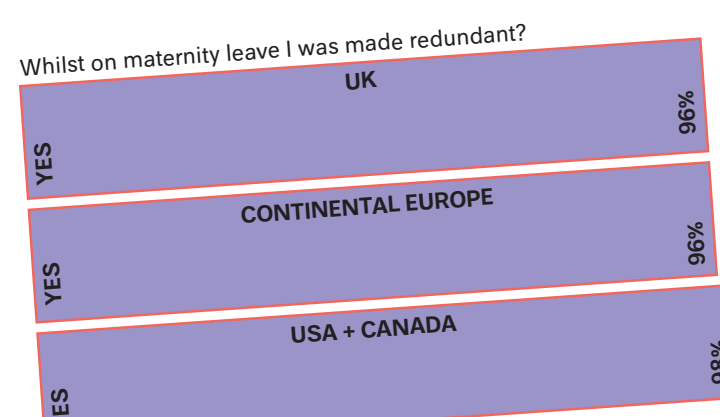 Whilst on maternity leave I was made redundant?
UK
YES
96%
CONTINENTAL EUROPE
YES
96%
USA + CANADA